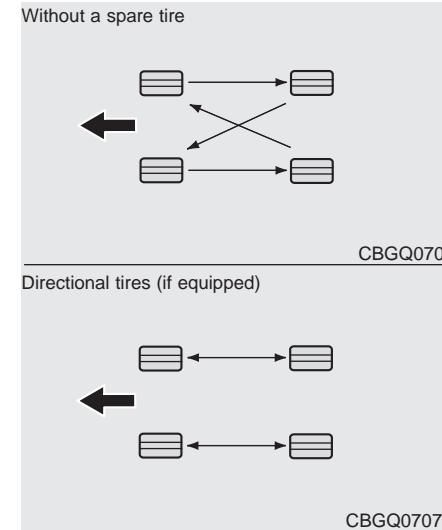 Without a spare tire
CBGQ070
Directional tires (if equipped)
CBGQ0707